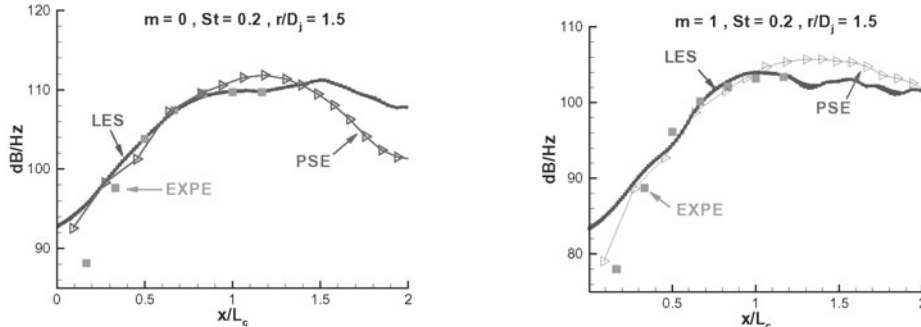 m = 0 , St = 0.2 , r/Dj = 1.5
dB/Hz
120
110
100
90
LES
EXPE
PSE
0
0.5
1
1.5
2
x/Lc
m = 1 , St = 0.2 , r/Dj = 1.5
dB/Hz
110
100
90
80
LES
EXPE
PSE
0.5
1
1.5
2
x/Lc